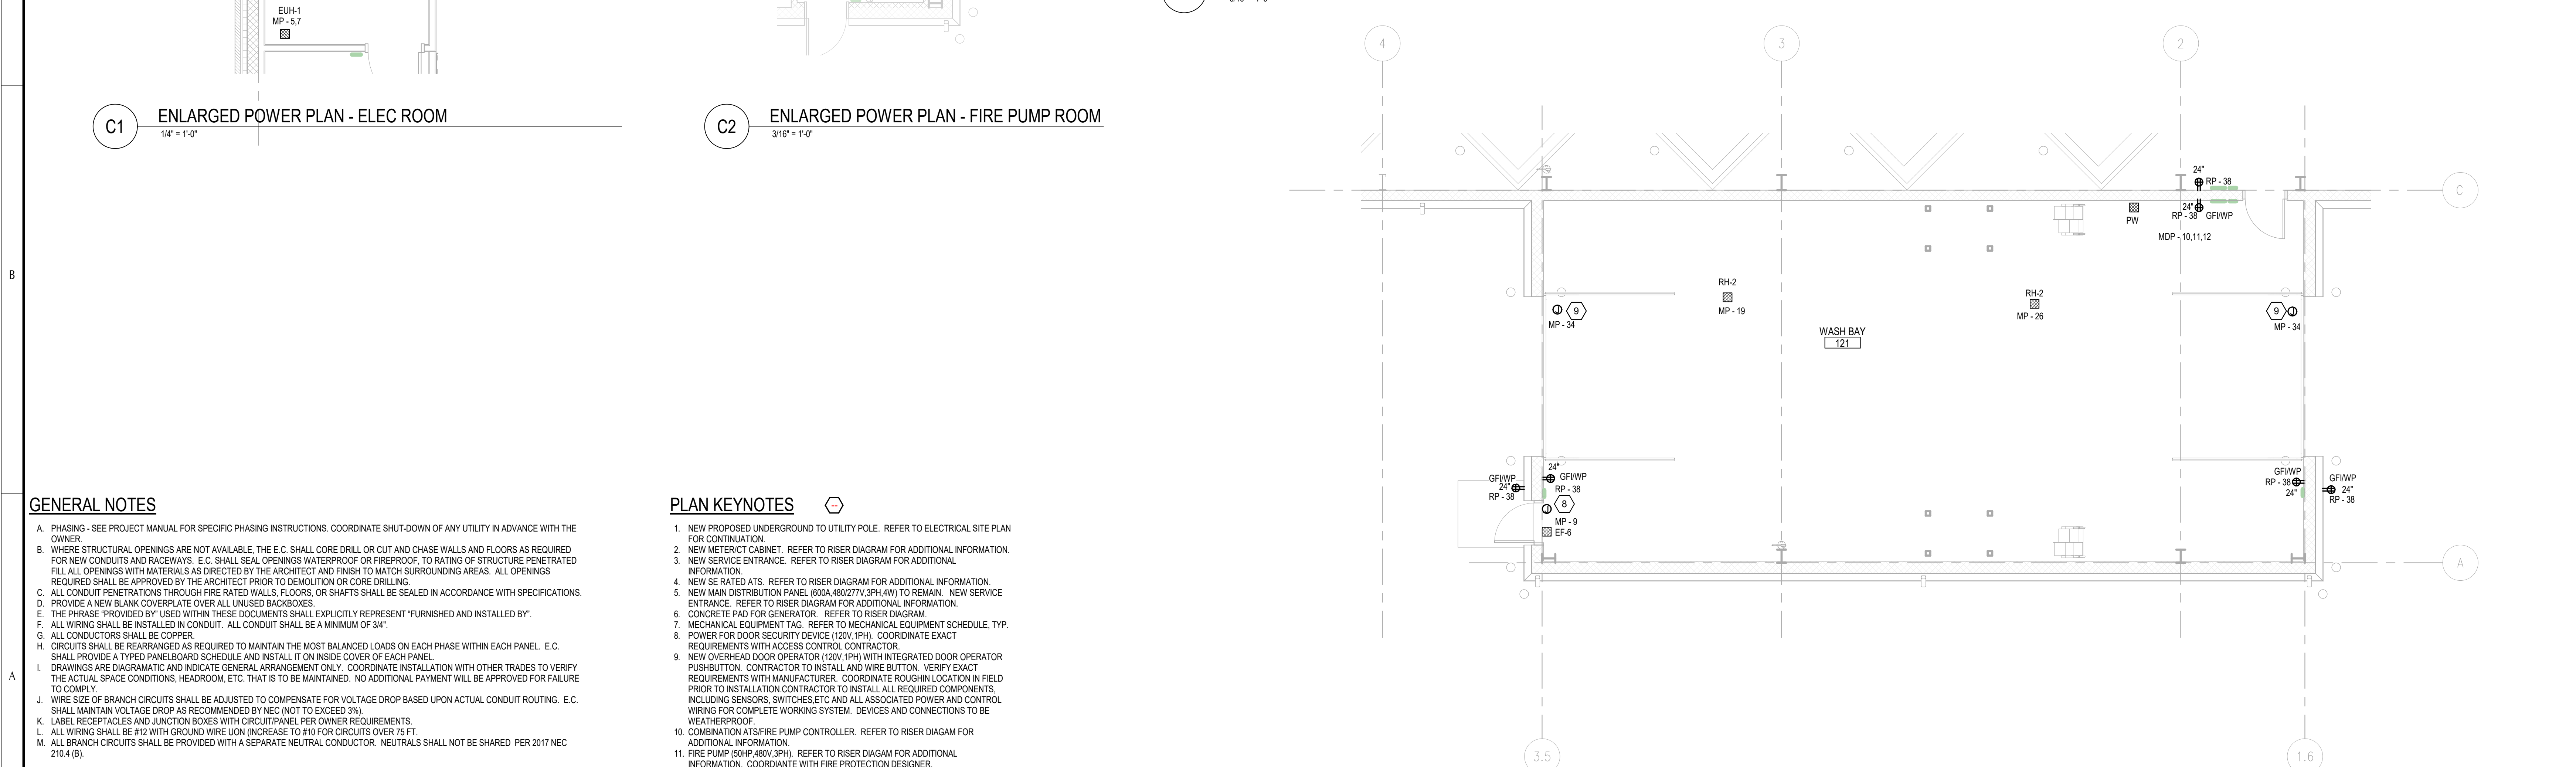 EUH-1
MP - 5,7
C1
ENLARGED POWER PLAN - ELEC ROOM
1/4" = 1'-0"
C2
ENLARGED POWER PLAN - FIRE PUMP ROOM
3/16" = 1'-0"
B
A
GENERAL NOTES
A. PHASING - SEE PROJECT MANUAL FOR SPECIFIC PHASING INSTRUCTIONS. COORDINATE SHUT-DOWN OF ANY UTILITY IN ADVANCE WITH THE
OWNER.
B. WHERE STRUCTURAL OPENINGS ARE NOT AVAILABLE, THE E.C. SHALL CORE DRILL OR CUT AND CHASE WALLS AND FLOORS AS REQUIRED
FOR NEW CONDUITS AND RACEWAYS. E.C. SHALL SEAL OPENINGS WATERPROOF OR FIREPROOF, TO RATING OF STRUCTURE PENETRATED
FILL ALL OPENINGS WITH MATERIALS AS DIRECTED BY THE ARCHITECT AND FINISH TO MATCH SURROUNDING AREAS. ALL OPENINGS
REQUIRED SHALL BE APPROVED BY THE ARCHITECT PRIOR TO DEMOLITION OR CORE DRILLING.
C. ALL CONDUIT PENETRATIONS THROUGH FIRE RATED WALLS, FLOORS, OR SHAFTS SHALL BE SEALED IN ACCORDANCE WITH SPECIFICATIONS.
D. PROVIDE A NEW BLANK COVERPLATE OVER ALL UNUSED BACKBOXES.
E. THE PHRASE "PROVIDED BY" USED WITHIN THESE DOCUMENTS SHALL EXPLICITLY REPRESENT "FURNISHED AND INSTALLED BY".
F. ALL WIRING SHALL BE INSTALLED IN CONDUIT. ALL CONDUIT SHALL BE A MINIMUM OF 3/4".
G. ALL CONDUCTORS SHALL BE COPPER.
H. CIRCUITS SHALL BE REARRANGED AS REQUIRED TO MAINTAIN THE MOST BALANCED LOADS ON EACH PHASE WITHIN EACH PANEL. E.C.
SHALL PROVIDE A TYPED PANELBOARD SCHEDULE AND INSTALL IT ON INSIDE COVER OF EACH PANEL.
I. DRAWINGS ARE DIAGRAMATIC AND INDICATE GENERAL ARRANGEMENT ONLY. COORDINATE INSTALLATION WITH OTHER TRADES TO VERIFY
THE ACTUAL SPACE CONDITIONS, HEADROOM, ETC. THAT IS TO BE MAINTAINED. NO ADDITIONAL PAYMENT WILL BE APPROVED FOR FAILURE
TO COMPLY.
J. WIRE SIZE OF BRANCH CIRCUITS SHALL BE ADJUSTED TO COMPENSATE FOR VOLTAGE DROP BASED UPON ACTUAL CONDUIT ROUTING. E.C.
SHALL MAINTAIN VOLTAGE DROP AS RECOMMENDED BY NEC (NOT TO EXCEED 3%).
K. LABEL RECEPTACLES AND JUNCTION BOXES WITH CIRCUIT/PANEL PER OWNER REQUIREMENTS.
L. ALL WIRING SHALL BE #12 WITH GROUND WIRE UON (INCREASE TO #10 FOR CIRCUITS OVER 75 FT.
M. ALL BRANCH CIRCUITS SHALL BE PROVIDED WITH A SEPARATE NEUTRAL CONDUCTOR. NEUTRALS SHALL NOT BE SHARED PER 2017 NEC
210.4 (B).
PLAN KEYNOTES
1. NEW PROPOSED UNDERGROUND TO UTILITY POLE. REFER TO ELECTRICAL SITE PLAN
FOR CONTINUATION.
2. NEW METER/CT CABINET. REFER TO RISER DIAGRAM FOR ADDITIONAL INFORMATION.
3. NEW SERVICE ENTRANCE. REFER TO RISER DIAGRAM FOR ADDITIONAL
INFORMATION.
4. NEW SE RATED ATS. REFER TO RISER DIAGRAM FOR ADDITIONAL INFORMATION.
5. NEW MAIN DISTRIBUTION PANEL (600A,480/277V,3PH,4W) TO REMAIN. NEW SERVICE
ENTRANCE. REFER TO RISER DIAGRAM FOR ADDITIONAL INFORMATION.
6. CONCRETE PAD FOR GENERATOR. REFER TO RISER DIAGRAM.
7. MECHANICAL EQUIPMENT TAG. REFER TO MECHANICAL EQUIPMENT SCHEDULE, TYP.
8. POWER FOR DOOR SECURITY DEVICE (120V,1PH). COORIDINATE EXACT
REQUIREMENTS WITH ACCESS CONTROL CONTRACTOR.
9. NEW OVERHEAD DOOR OPERATOR (120V,1PH) WITH INTEGRATED DOOR OPERATOR
PUSHBUTTON. CONTRACTOR TO INSTALL AND WIRE BUTTON. VERIFY EXACT
REQUIREMENTS WITH MANUFACTURER. COORDINATE ROUGHIN LOCATION IN FIELD
PRIOR TO INSTALLATION.CONTRACTOR TO INSTALL ALL REQUIRED COMPONENTS,
INCLUDING SENSORS, SWITCHES,ETC AND ALL ASSOCIATED POWER AND CONTROL
WIRING FOR COMPLETE WORKING SYSTEM. DEVICES AND CONNECTIONS TO BE
WEATHERPROOF.
10. COMBINATION ATS/FIRE PUMP CONTROLLER. REFER TO RISER DIAGAM FOR
ADDITIONAL INFORMATION.
11. FIRE PUMP (50HP,480V,3PH). REFER TO RISER DIAGAM FOR ADDITIONAL
INFORMATION. COORDIANTE WITH FIRE PROTECTION DESIGNER.
4
3
2
C
24"
RP - 38
24"
RP - 38 GFI/WP
PW
MDP - 10,11,12
RH-2
MP - 19
RH-2
MP - 26
J 9
MP - 34
9 J
MP - 34
WASH BAY
121
GFI/WP
24"
RP - 38
24"
GFI/WP
RP - 38
J 8
MP - 9
EF-6
GFI/WP
RP - 38
24"
GFI/WP
24"
RP - 38
A
3.5
1.6